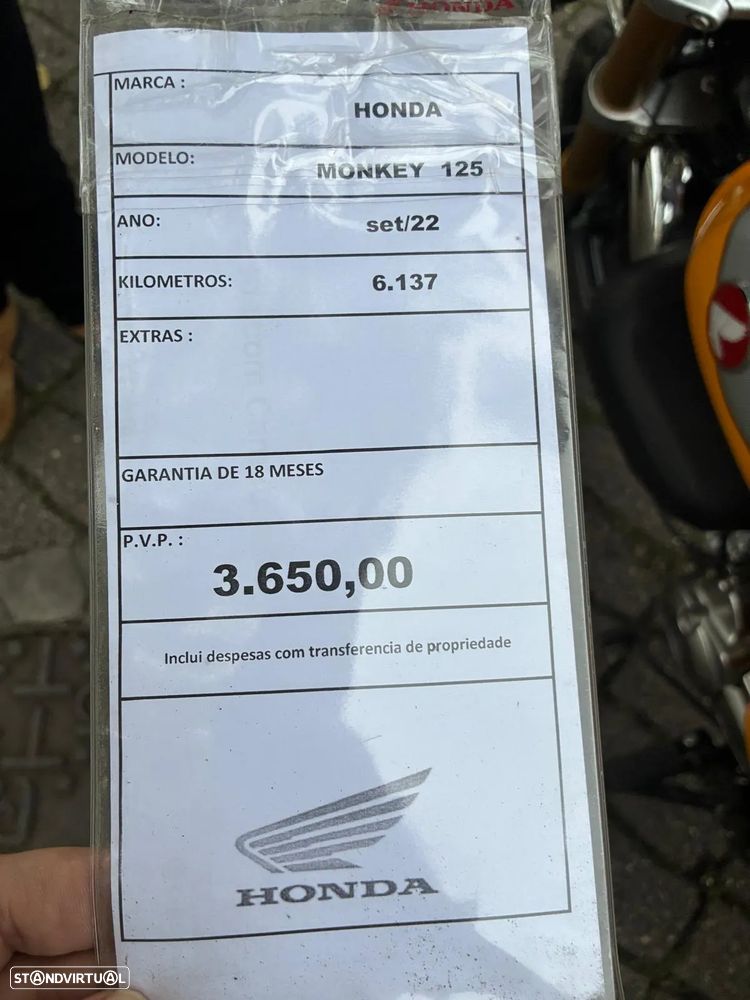 HONDA
MARCA :
HONDA
MODELO:
MONKEY 125
ANO:
set/22
KILOMETROS:
6.137
EXTRAS :
GARANTIA DE 18 MESES
P.V.P. :
3.650,00
Inclui despesas com transferencia de propriedade
HONDA
STANDVIRTUAL